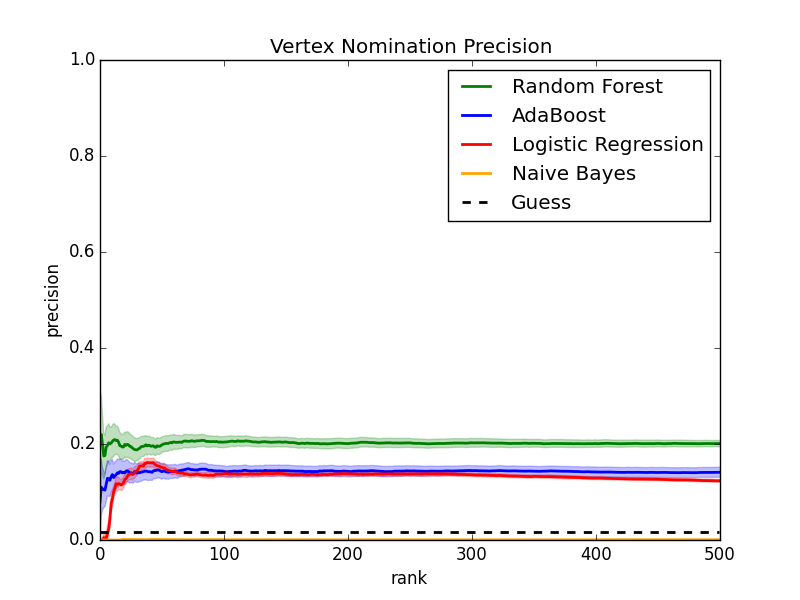 Vertex Nomination Precision
1.0
0.8
0.6
0.4
0.2
0.0
precision
Random Forest
AdaBoost
Logistic Regression
Naive Bayes
Guess
0 100 200 300 400 500
rank